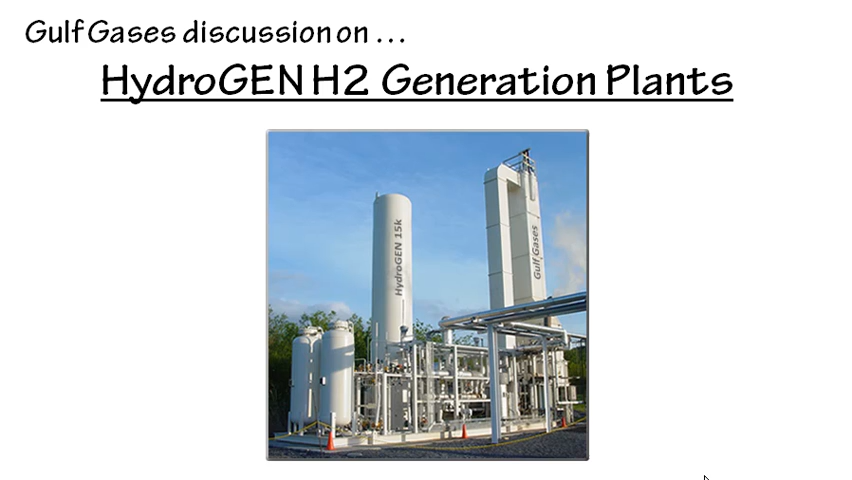 Gulf Gases discussion on ...
HydroGEN H2 Generation Plants
HydroGEN 15k
Gulf Gases